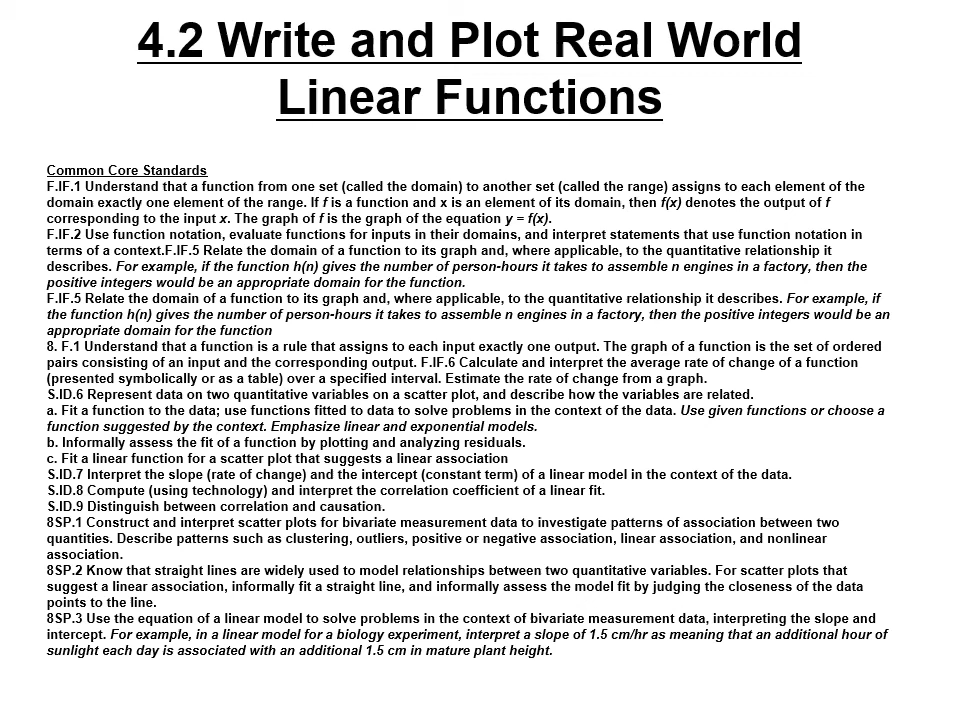 4.2 Write and Plot Real World
Linear Functions
Common Core Standards
F.IF.1 Understand that a function from one set (called the domain) to another set (called the range) assigns to each element of the
domain exactly one element of the range. If f is a function and x is an element of its domain, then f(x) denotes the output of f
corresponding to the input x. The graph of f is the graph of the equation y = f(x).
F.IF.2 Use function notation, evaluate functions for inputs in their domains, and interpret statements that use function notation in
terms of a context.F.IF.5 Relate the domain of a function to its graph and, where applicable, to the quantitative relationship it
describes. For example, if the function h(n) gives the number of person-hours it takes to assemble n engines in a factory, then the
positive integers would be an appropriate domain for the function.
F.IF.5 Relate the domain of a function to its graph and, where applicable, to the quantitative relationship it describes. For example, if
the function h(n) gives the number of person-hours it takes to assemble n engines in a factory, then the positive integers would be an
appropriate domain for the function
8. F.1 Understand that a function is a rule that assigns to each input exactly one output. The graph of a function is the set of ordered
pairs consisting of an input and the corresponding output. F.IF.6 Calculate and interpret the average rate of change of a function
(presented symbolically or as a table) over a specified interval. Estimate the rate of change from a graph.
S.ID.6 Represent data on two quantitative variables on a scatter plot, and describe how the variables are related.
a. Fit a function to the data; use functions fitted to data to solve problems in the context of the data. Use given functions or choose a
function suggested by the context. Emphasize linear and exponential models.
b. Informally assess the fit of a function by plotting and analyzing residuals.
c. Fit a linear function for a scatter plot that suggests a linear association
S.ID.7 Interpret the slope (rate of change) and the intercept (constant term) of a linear model in the context of the data.
S.ID.8 Compute (using technology) and interpret the correlation coefficient of a linear fit.
S.ID.9 Distinguish between correlation and causation.
8SP.1 Construct and interpret scatter plots for bivariate measurement data to investigate patterns of association between two
quantities. Describe patterns such as clustering, outliers, positive or negative association, linear association, and nonlinear
association.
8SP.2 Know that straight lines are widely used to model relationships between two quantitative variables. For scatter plots that
suggest a linear association, informally fit a straight line, and informally assess the model fit by judging the closeness of the data
points to the line.
8SP.3 Use the equation of a linear model to solve problems in the context of bivariate measurement data, interpreting the slope and
intercept. For example, in a linear model for a biology experiment, interpret a slope of 1.5 cm/hr as meaning that an additional hour of
sunlight each day is associated with an additional 1.5 cm in mature plant height.